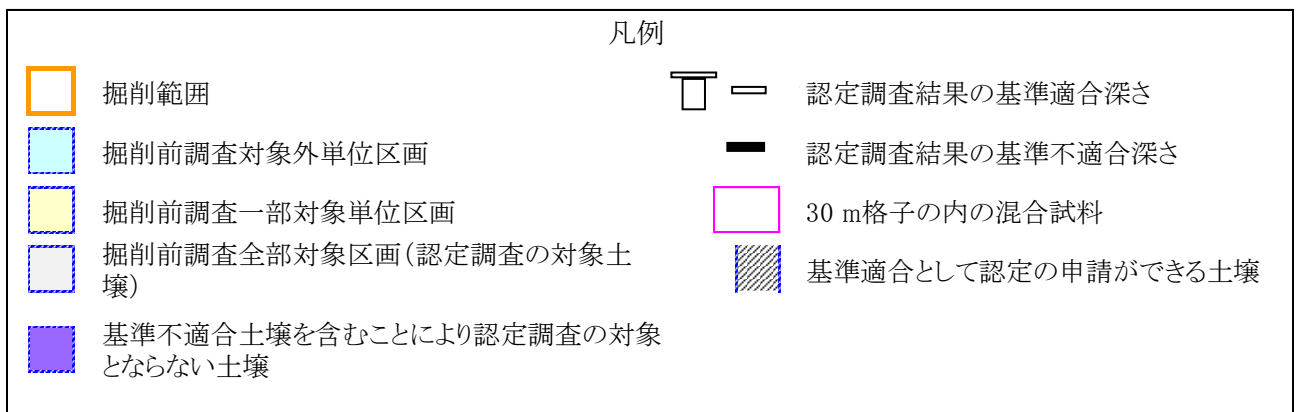 凡例
掘削範囲
掘削前調査対象外単位区画
掘削前調査一部対象単位区画
掘削前調査全部対象区画(認定調査の対象土
壌)
基準不適合土壌を含むことにより認定調査の対象
とならない土壌
認定調査結果の基準適合深さ
認定調査結果の基準不適合深さ
30 m格子の内の混合試料
基準適合として認定の申請ができる土壌